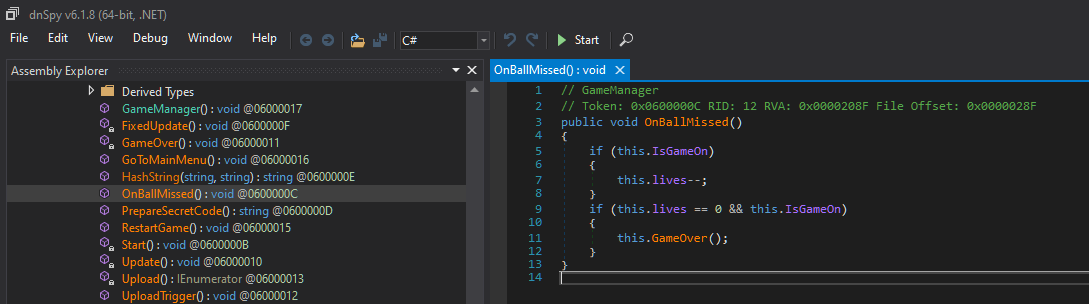 dnSpy v6.1.8 (64-bit, .NET)
File View Edit Debug Window Help C# Start
Assembly Explorer
Derived Types
GameManager() : void @06000017
FixedUpdate() : void @0600000F
GameOver() : void @06000011
GoToMainMenu() : void @06000016
HashString(string, string) : string @0600000E
OnBallMissed() : void @0600000C
PrepareSecretCode() : string @0600000D
RestartGame() : void @06000015
Start() : void @0600000B
Update() : void @06000010
Upload() : IEnumerator @06000013
UploadTrigger() : void @06000012
OnBallMissed() : void
1 // GameManager
2 // Token: 0x0600000C RID: 12 RVA: 0x0000208F File Offset: 0x0000028F
3 public void OnBallMissed()
4 {
5 if (this.IsGameOn)
6 {
7 this.lives--;
8 }
9 if (this.lives == 0 && this.IsGameOn)
10 {
11 this.GameOver();
12 }
13 }
14